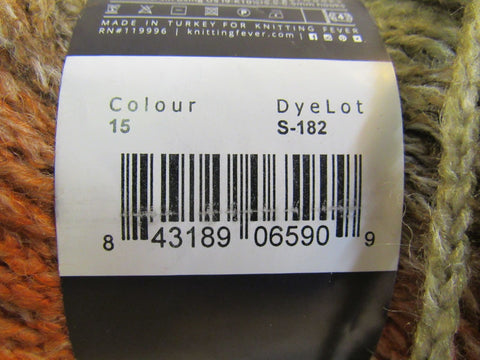 MADE IN TURKEY FOR KNITTING FEVER
RN#119996 | knittingfever.com |
Colour DyeLot
15 S-182
8 43189 06590 9